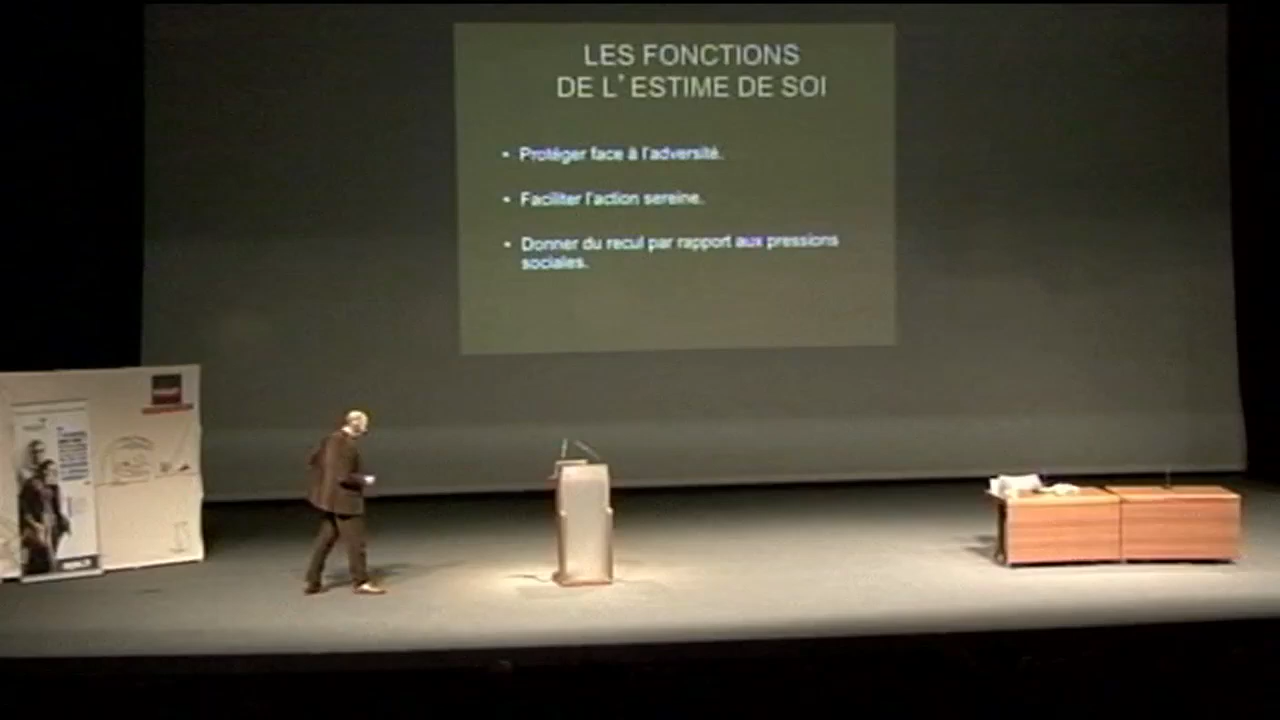 LES FONCTIONS
DE L'ESTIME DE SOI
• Protéger face à l'adversité.
• Faciliter l'action sereine.
• Donner du recul par rapport aux pressions
sociales.